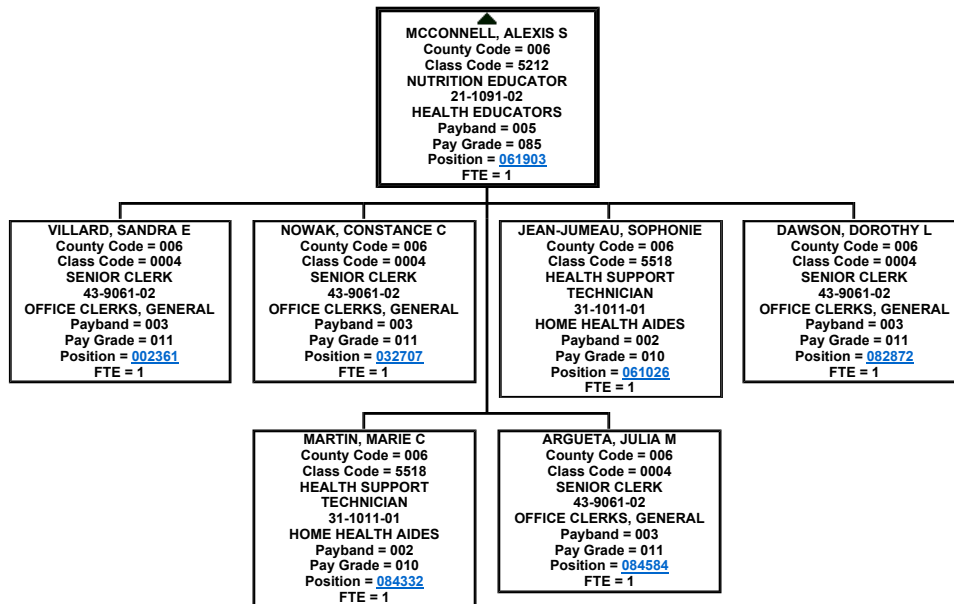 MCCONNELL, ALEXIS S
County Code = 006
Class Code = 5212
NUTRITION EDUCATOR
21-1091-02
HEALTH EDUCATORS
Payband = 005
Pay Grade = 085
Position = 061903
FTE = 1
VILLARD, SANDRA E
County Code = 006
Class Code = 0004
SENIOR CLERK
43-9061-02
OFFICE CLERKS, GENERAL
Payband = 003
Pay Grade = 011
Position = 002361
FTE = 1
NOWAK, CONSTANCE C
County Code = 006
Class Code = 0004
SENIOR CLERK
43-9061-02
OFFICE CLERKS, GENERAL
Payband = 003
Pay Grade = 011
Position = 032707
FTE = 1
JEAN-JUMEAU, SOPHONIE
County Code = 006
Class Code = 5518
HEALTH SUPPORT
TECHNICIAN
31-1011-01
HOME HEALTH AIDES
Payband = 002
Pay Grade = 010
Position = 061026
FTE = 1
DAWSON, DOROTHY L
County Code = 006
Class Code = 0004
SENIOR CLERK
43-9061-02
OFFICE CLERKS, GENERAL
Payband = 003
Pay Grade = 011
Position = 082872
FTE = 1
MARTIN, MARIE C
County Code = 006
Class Code = 5518
HEALTH SUPPORT
TECHNICIAN
31-1011-01
HOME HEALTH AIDES
Payband = 002
Pay Grade = 010
Position = 084332
FTE = 1
ARGUETA, JULIA M
County Code = 006
Class Code = 0004
SENIOR CLERK
43-9061-02
OFFICE CLERKS, GENERAL
Payband = 003
Pay Grade = 011
Position = 084584
FTE = 1